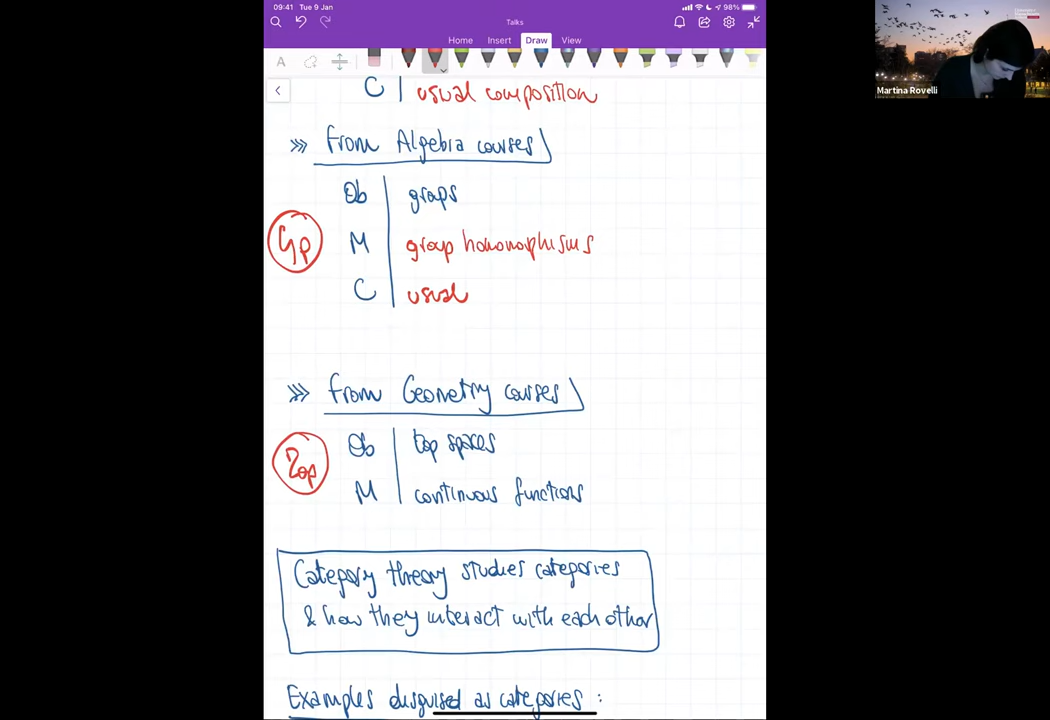 09:41 Tue 9 Jan
98%
Talks
Home Insert Draw View
A
C | usual composition
>>> From Algebra courses
Ob | groups
Gp M | group homomorphisms
C | usual
>>> From Geometry courses
Ob | top spaces
Top
M | continuous functions
Category theory studies categories
& how they interact with each other
Examples disguised as categories :
Martina Rovelli